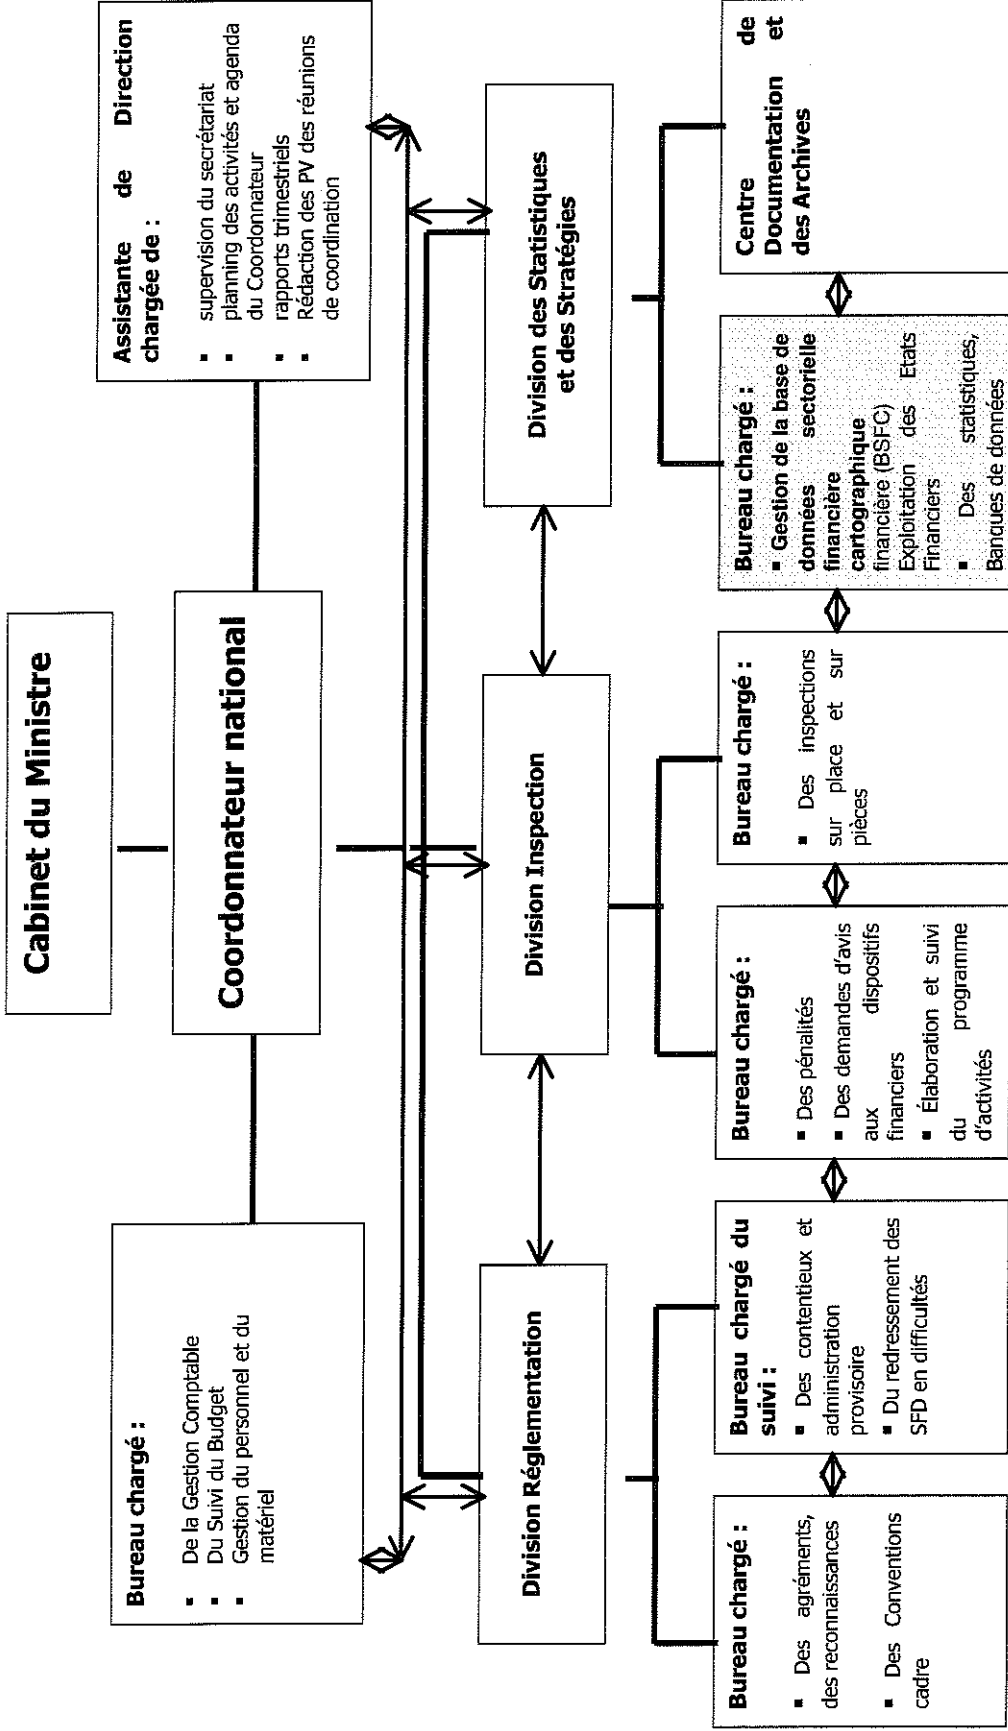 Cabinet du Ministre
Coordonnateur national
Bureau chargé :
▪ De la Gestion Comptable
▪ Du Suivi du Budget
▪ Gestion du personnel et du
matériel
Assistante de Direction
chargée de :
▪ supervision du secrétariat
▪ planning des activités et agenda
du Coordonnateur
▪ rapports trimestriels
▪ Rédaction des PV des réunions
de coordination
Division Réglementation
Division Inspection
Division des Statistiques
et des Stratégies
Bureau chargé :
▪ Des agréments,
des reconnaissances
▪ Des Conventions
cadre
Bureau chargé du
suivi :
▪ Des contentieux et
administration
provisoire
▪ Du redressement des
SFD en difficultés
Bureau chargé :
▪ Des pénalités
▪ Des demandes d'avis
aux dispositifs
financiers
▪ Élaboration et suivi
du programme
d'activités
Bureau chargé :
▪ Des inspections
sur place et sur
pièces
Bureau chargé :
▪ Gestion de la base de
données sectorielle
financière
cartographique
financière (BSFC)
Exploitation des Etats
Financiers
▪ Des statistiques,
Banques de données
Centre de
Documentation et
des Archives